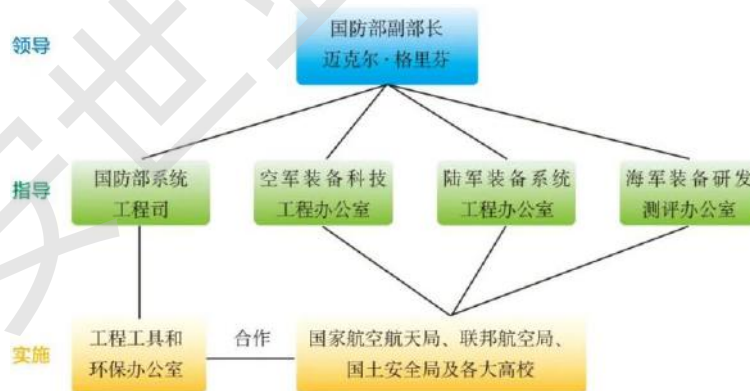 领导
国防部副部长
迈克尔·格里芬
指导
国防部系统
工程司
空军装备科技
工程办公室
陆军装备系统
工程办公室
海军装备研发
测评办公室
实施
工程工具和
环保办公室
合作
国家航空航天局、联邦航空局、
国土安全局及各大高校